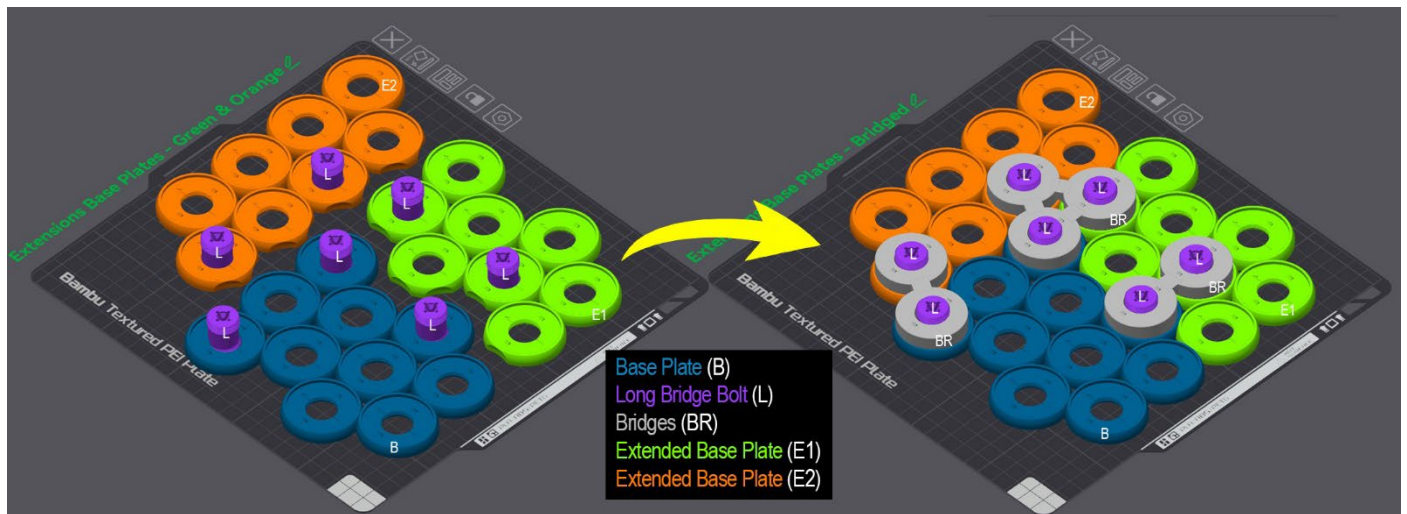 Extensions Base Plates - Green & Orange
E2
L
L
L
L
L
L
L
E1
B
Bambu Textured PEI Plate
Base Plate (B)
Long Bridge Bolt (L)
Bridges (BR)
Extended Base Plate (E1)
Extended Base Plate (E2)
Base Plates - Bridged
E2
L
L
BR
L
L
L
BR
L
L
BR
E1
B
Bambu Textured PEI Plate